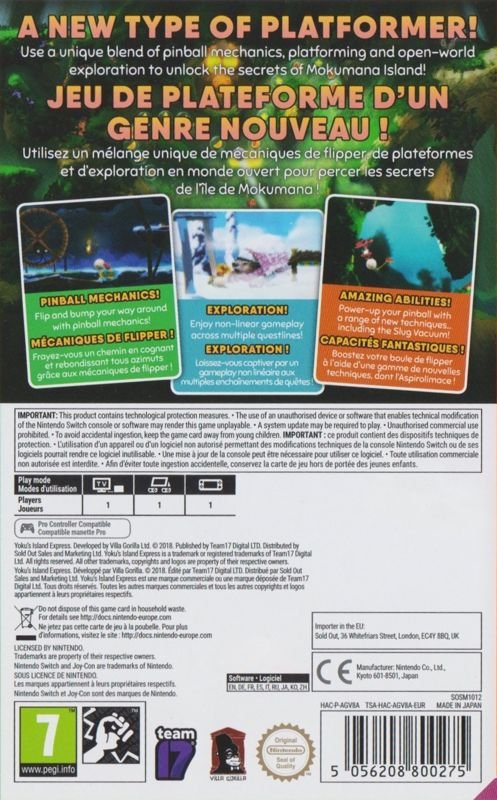 A NEW TYPE OF PLATFORMER!
Use a unique blend of pinball mechanics, platforming and open-world
exploration to unlock the secrets of Mokumana Island!
JEU DE PLATEFORME D'UN
GENRE NOUVEAU !
Utilisez un mélange unique de mécaniques de flipper, de plateformes
et d'exploration en monde ouvert pour percer les secrets
de l'île de Mokumana !
PINBALL MECHANICS!
Flip and bump your way around
with pinball mechanics!
MÉCANIQUES DE FLIPPER !
Frayez-vous un chemin en cognant
et rebondissant tous azimuts
grâce aux mécaniques de flipper !
EXPLORATION!
Enjoy non-linear gameplay
across multiple questlines!
EXPLORATION !
Laissez-vous captiver par un
gameplay non linéaire aux
multiples enchaînements de quêtes !
AMAZING ABILITIES!
Power-up your pinball with
a range of new techniques...
including the Slug Vacuum!
CAPACITÉS FANTASTIQUES !
Boostez votre boule de flipper
à l'aide d'une gamme de nouvelles
techniques, dont l'Aspirolimace !
IMPORTANT: This product contains technological protection measures. • The use of an unauthorised device or software that enables technical modification
of the Nintendo Switch console or software may render this game unplayable. • A system update may be required to play. • Unauthorised commercial use
prohibited. • To avoid accidental ingestion, keep the game card away from young children. IMPORTANT : ce produit contient des dispositifs techniques de
protection. • L'utilisation d'un appareil ou d'un logiciel non autorisé permettant des modifications techniques de la console Nintendo Switch ou de ses
logiciels pourrait rendre ce logiciel inutilisable. • Une mise à jour de la console peut être nécessaire pour utiliser ce logiciel. • Toute utilisation commerciale
non autorisée est interdite. • Afin d'éviter toute ingestion accidentelle, conservez la carte de jeu hors de portée des jeunes enfants.
Play mode
Modes d'utilisation
TV
Players
Joueurs
1
1
1
Pro Controller Compatible
Compatible manette Pro
Yoku's Island Express. Developed by Villa Gorilla Ltd. © 2018. Published by Team17 Digital LTD. Distributed by
Sold Out Sales and Marketing Ltd. Yoku's Island Express is a trademark or registered trademarks of Team17 Digital
Ltd. All rights reserved. All other trademarks, copyrights and logos are property of their respective owners.
Yoku's Island Express. Développé par Villa Gorilla Ltd. © 2018. Édité par Team17 Digital LTD. Distribué par Sold Out
Sales and Marketing Ltd. Yoku's Island Express est une marque commerciale ou une marque déposée de Team17
Digital Ltd. Tous droits réservés. Toutes les autres marques commerciales et tous les copyrights et logos
appartiennent à leurs propriétaires respectifs.
Do not dispose of this game card in household waste.
For details see http://docs.nintendo-europe.com
Ne jetez pas cette carte de jeu à la poubelle. Pour plus
d'informations, visitez le site : http://docs.nintendo-europe.com
LICENSED BY NINTENDO.
Trademarks are property of their respective owners.
Nintendo Switch and Joy-Con are trademarks of Nintendo.
SOUS LICENCE DE NINTENDO.
Les marques appartiennent à leurs propriétaires respectifs.
Nintendo Switch et Joy-Con sont des marques de Nintendo.
Importer in the EU:
Sold Out, 36 Whitefriars Street, London, EC4Y 8BQ, UK
Software • Logiciel
EN, DE, FR, ES, IT, RU, JA, KO, ZH
CE
Manufacturer: Nintendo Co., Ltd.,
Kyoto 601-8501, Japan
SOSM1012
HAC-P-AGV8A TSA-HAC-AGV8A-EUR MADE IN JAPAN
7
www.pegi.info
team
17
VILLA GORILLA
Original
Nintendo
Seal of
Quality
5 056208 800275